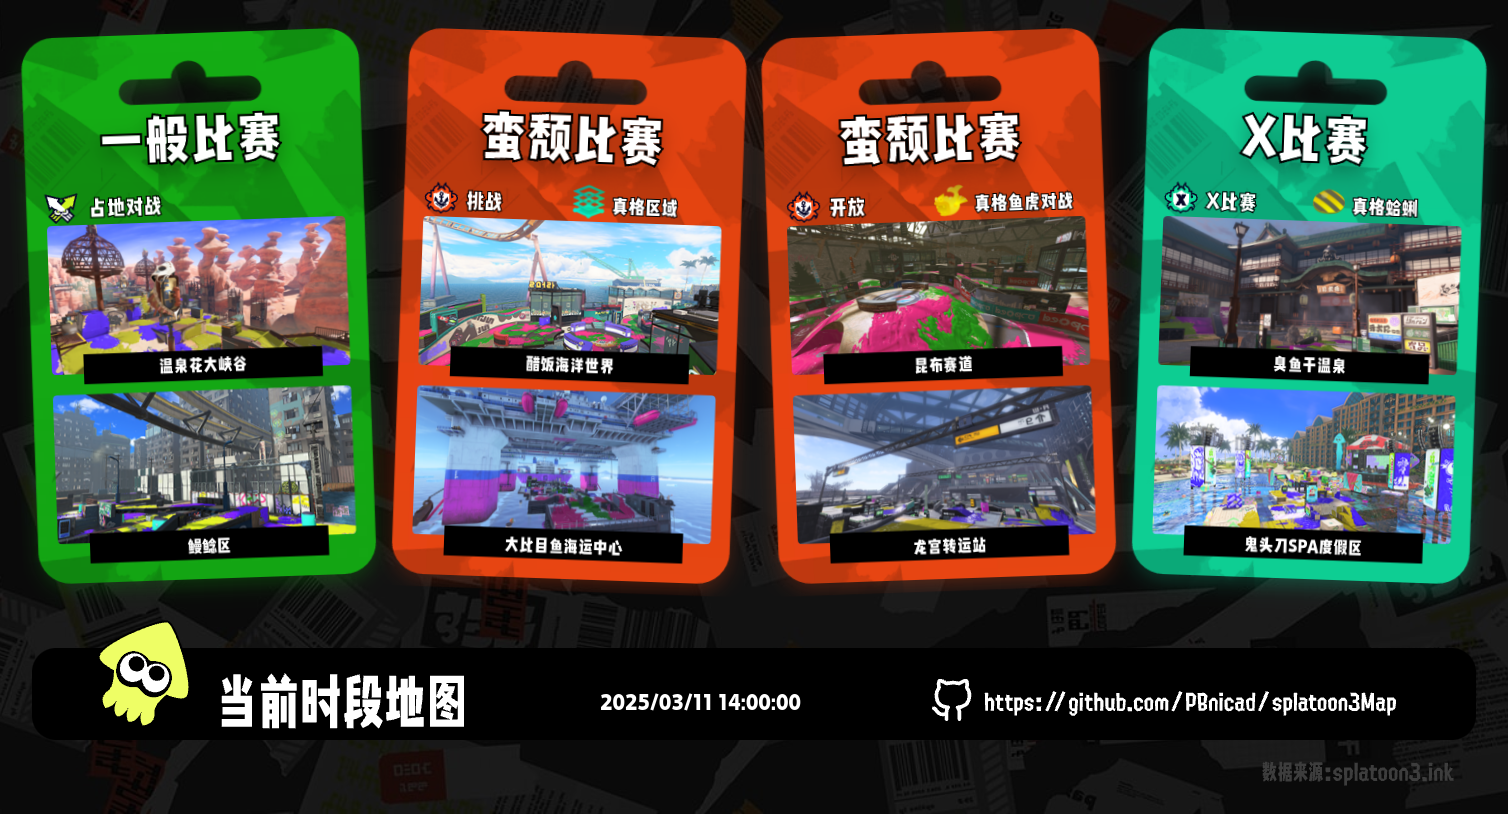 一般比赛
占地对战
温泉花大峡谷
鳗鲶区
蛮颓比赛
挑战
真格区域
醋饭海洋世界
大比目鱼海运中心
蛮颓比赛
开放
真格鱼虎对战
昆布赛道
龙宫转运站
X比赛
X比赛
真格蛤蜊
臭鱼干温泉
鬼头刀SPA度假区
当前时段地图
2025/03/11 14:00:00
https://github.com/PBnicad/splatoon3Map
数据来源:splatoon3.ink